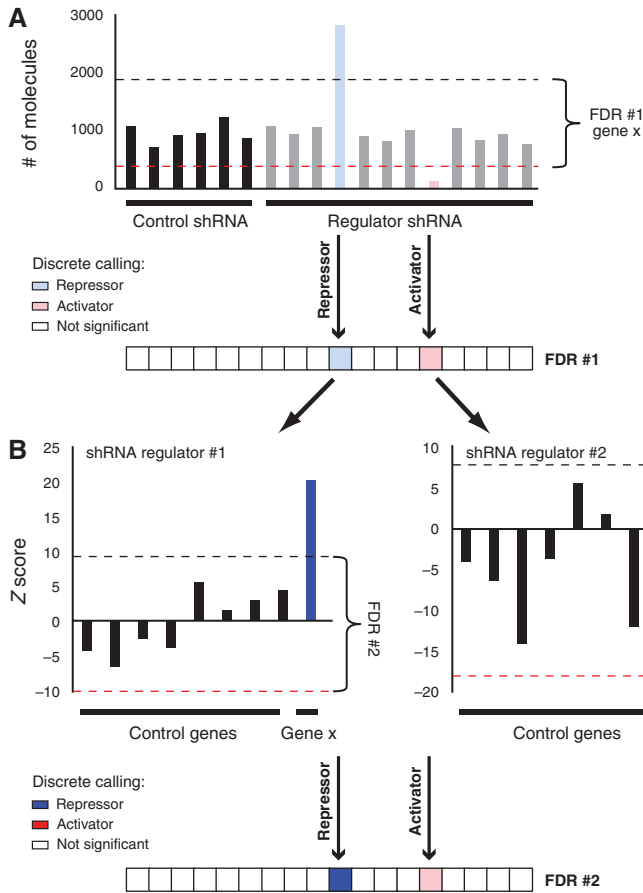 A
# of molecules
3000
2000
1000
0
FDR #1
gene x
Control shRNA
Regulator shRNA
Discrete calling:
Repressor
Activator
Not significant
Repressor
Activator
FDR #1
B
Z score
25
20
15
10
5
0
−5
−10
shRNA regulator #1
FDR #2
Control genes
Gene x
10
5
0
−5
−10
−15
−20
shRNA regulator #2
Control genes
Discrete calling:
Repressor
Activator
Not significant
Repressor
Activator
FDR #2